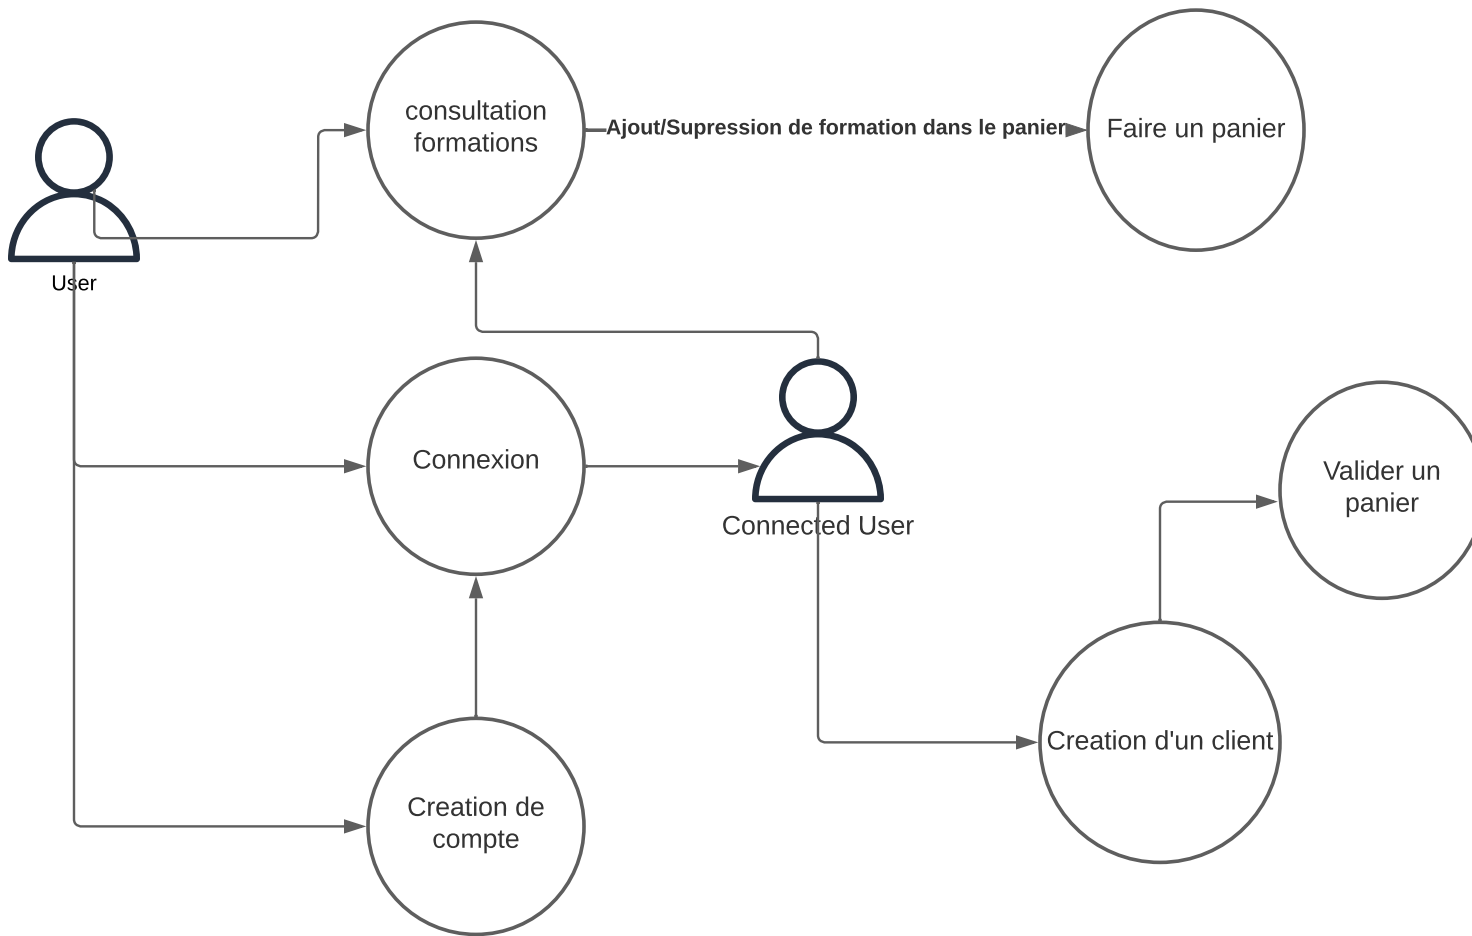 consultation
formations
Ajout/Supression de formation dans le panier
Faire un panier
User
Connexion
Connected User
Valider un
panier
Creation d'un client
Creation de
compte